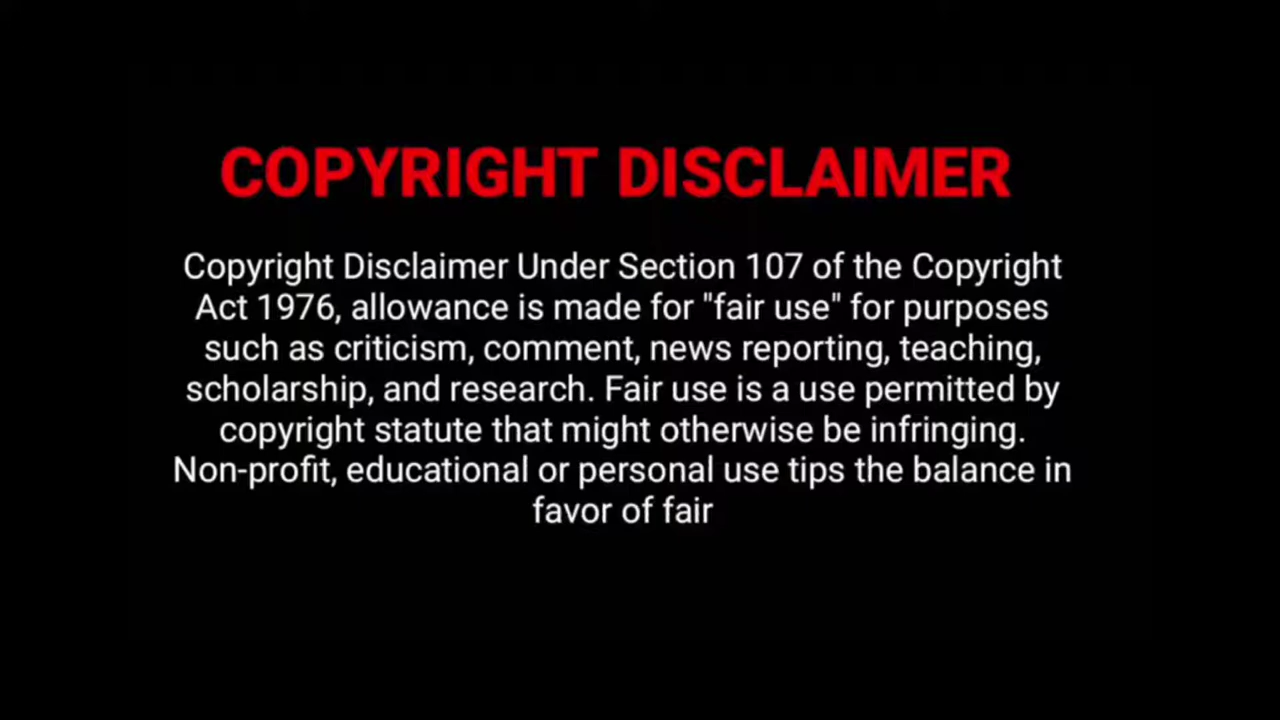 COPYRIGHT DISCLAIMER
Copyright Disclaimer Under Section 107 of the Copyright
Act 1976, allowance is made for "fair use" for purposes
such as criticism, comment, news reporting, teaching,
scholarship, and research. Fair use is a use permitted by
copyright statute that might otherwise be infringing.
Non-profit, educational or personal use tips the balance in
favor of fair